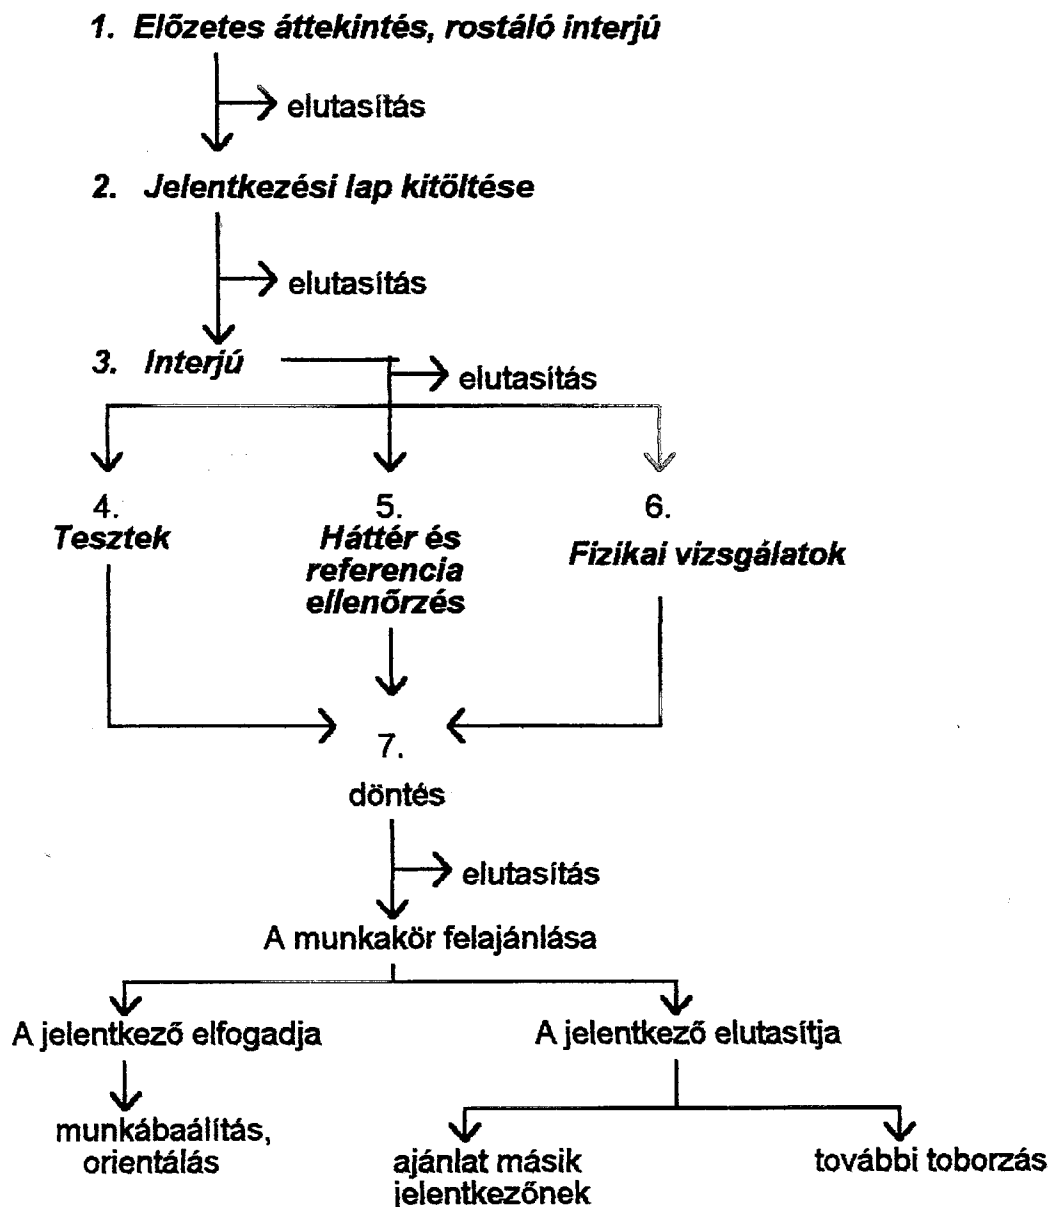 1. Előzetes áttekintés, rostáló interjú
elutasítás
2. Jelentkezési lap kitöltése
elutasítás
3. Interjú
elutasítás
4.
Tesztek
5.
Háttér és
referencia
ellenőrzés
6.
Fizikai vizsgálatok
7.
döntés
elutasítás
A munkakör felajánlása
A jelentkező elfogadja
A jelentkező elutasítja
munkábaálítás,
orientálás
ajánlat másik
jelentkezőnek
további toborzás